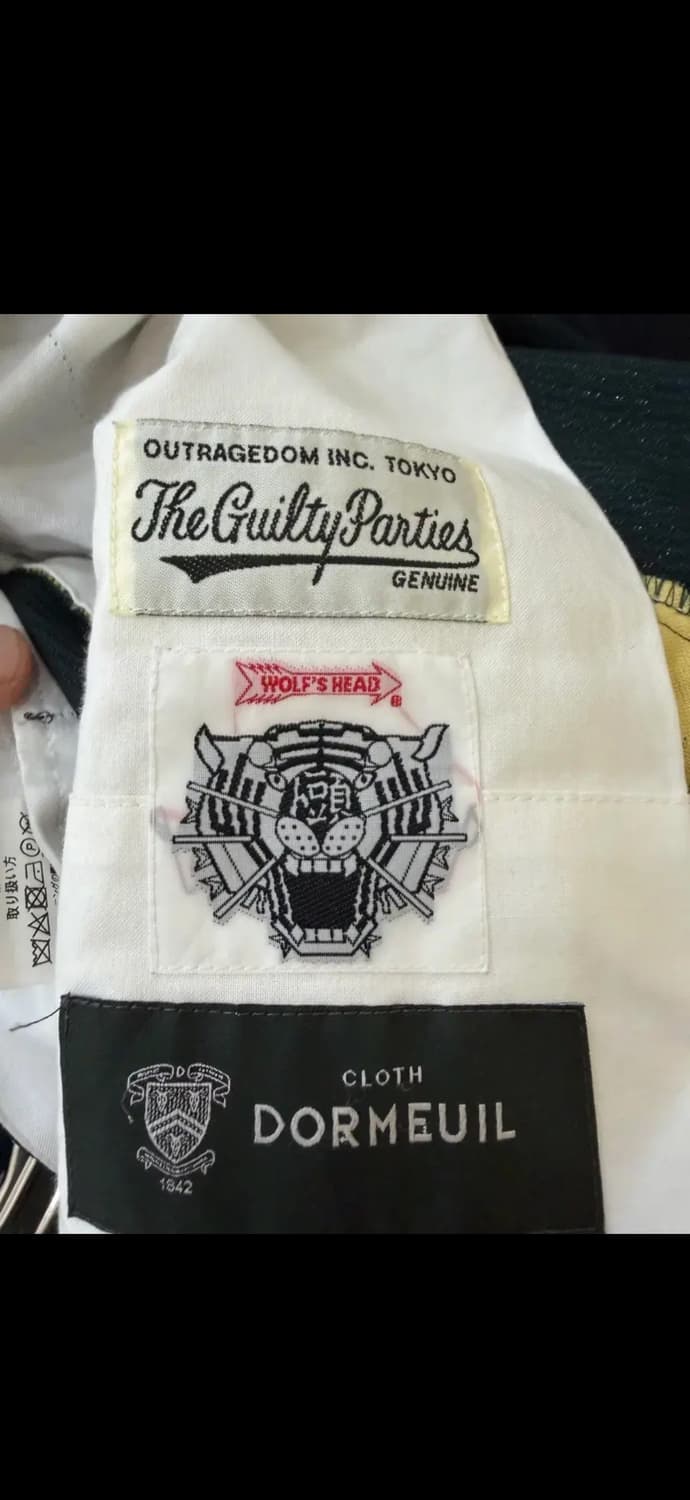 OUTRAGEDOM INC. TOKYO
The Guilty Parties
GENUINE
WOLF'S HEAD
®
頭
CLOTH
DORMEUIL
D
1842
取り扱い方
P